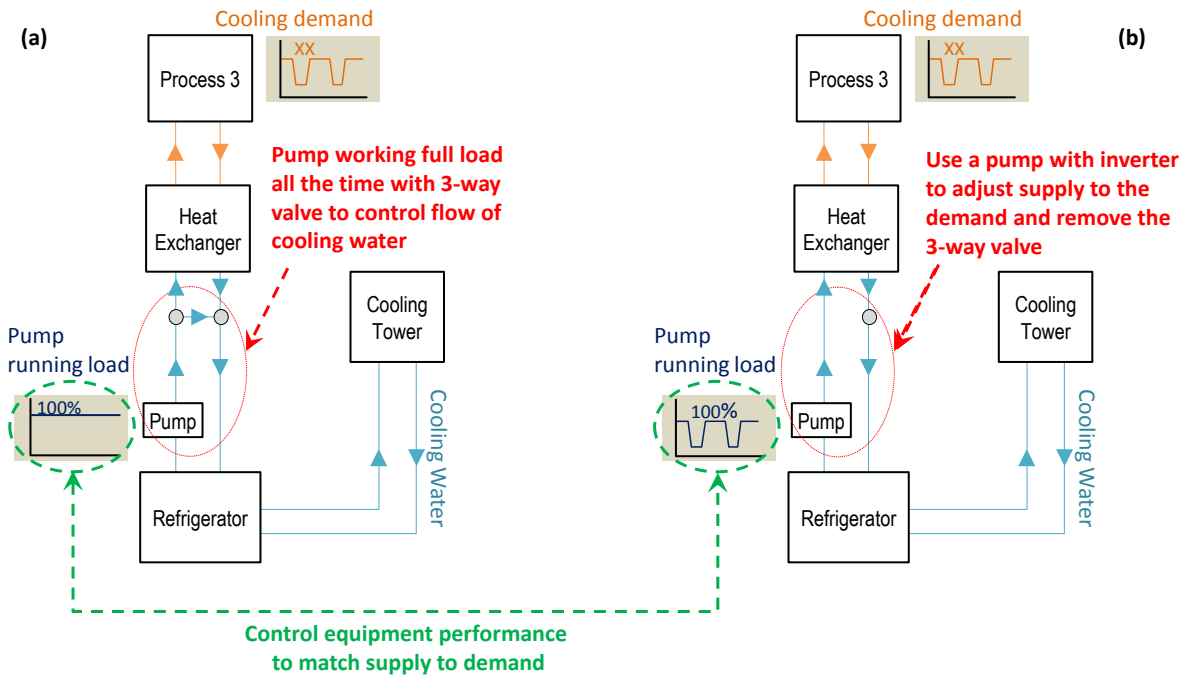 (a)
Cooling demand
XX
Process 3
Pump working full load
all the time with 3-way
valve to control flow of
cooling water
Heat
Exchanger
Cooling
Tower
Pump
running load
100%
Pump
Cooling Water
Refrigerator
(b)
Cooling demand
XX
Process 3
Use a pump with inverter
to adjust supply to the
demand and remove the
3-way valve
Heat
Exchanger
Cooling
Tower
Pump
running load
100%
Pump
Cooling Water
Refrigerator
Control equipment performance
to match supply to demand